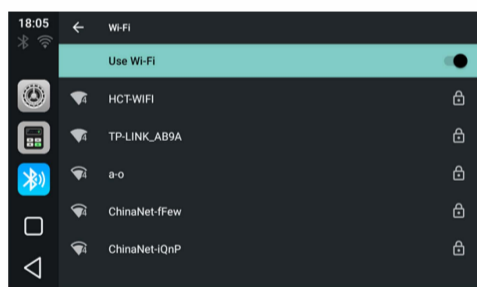 18:05
Wi-Fi
Use Wi-Fi
HCT-WIFI
TP-LINK_AB9A
a-o
ChinaNet-fFew
ChinaNet-iQnP